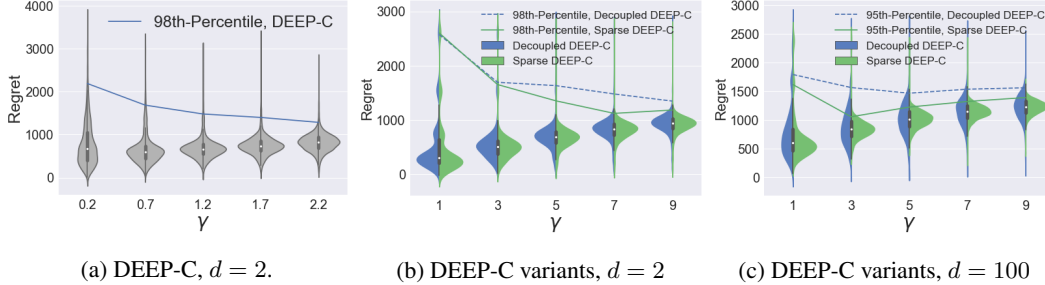 4000
3000
2000
1000
0
Regret
98th-Percentile, DEEP-C
0.2 0.7 1.2 1.7 2.2
γ
(a) DEEP-C, d = 2.
3000
2000
1000
0
Regret
98th-Percentile, Decoupled DEEP-C
98th-Percentile, Sparse DEEP-C
Decoupled DEEP-C
Sparse DEEP-C
1 3 5 7 9
γ
(b) DEEP-C variants, d = 2
3000
2500
2000
1500
1000
500
0
Regret
95th-Percentile, Decoupled DEEP-C
95th-Percentile, Sparse DEEP-C
Decoupled DEEP-C
Sparse DEEP-C
1 3 5 7 9
γ
(c) DEEP-C variants, d = 100